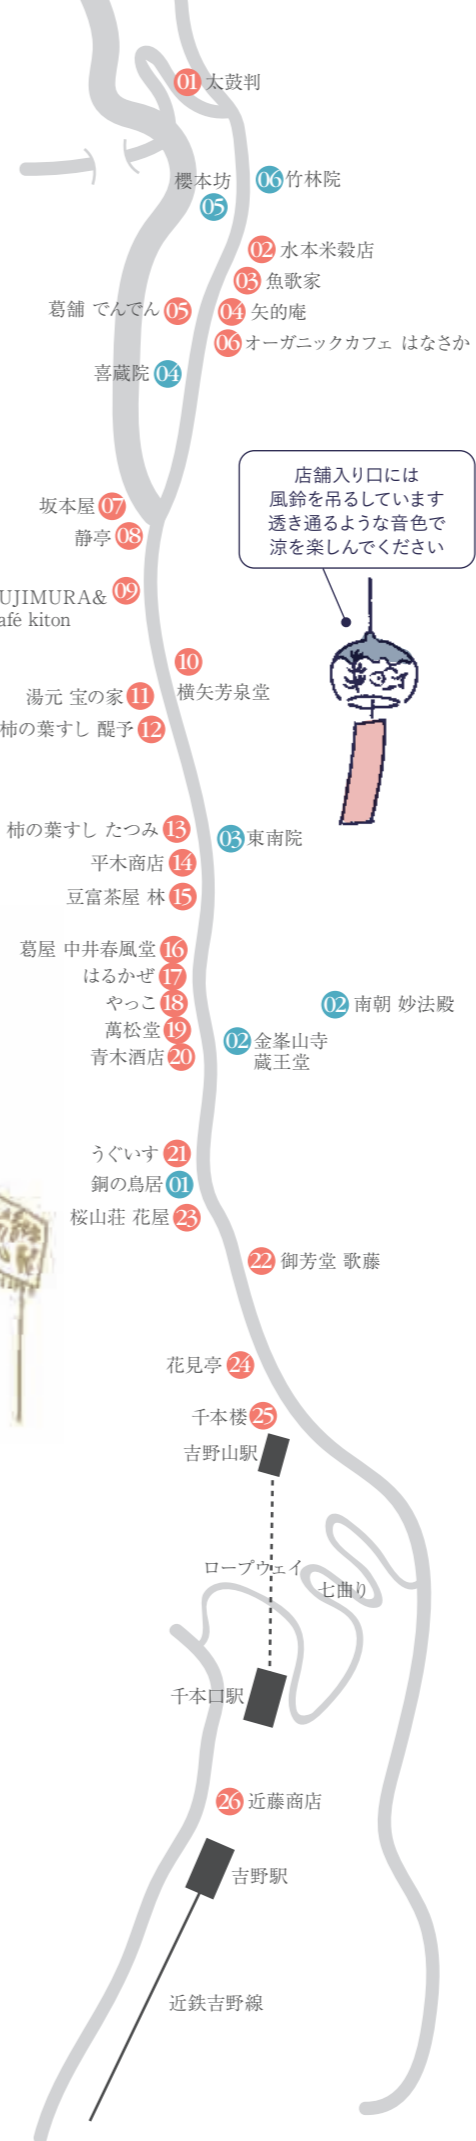 01 太鼓判
櫻本坊
05
06 竹林院
02 水本米穀店
03 魚歌家
葛舗 でんでん 05
04 矢的庵
06 オーガニックカフェ はなさか
喜蔵院 04
店舗入り口には
風鈴を吊るしています
透き通るような音色で
涼を楽しんでください
坂本屋 07
静亭 08
UJIMURA& 09
afé kiton
10
横矢芳泉堂
湯元 宝の家 11
柿の葉すし 醍予 12
柿の葉すし たつみ 13
03 東南院
平木商店 14
豆富茶屋 林 15
葛屋 中井春風堂 16
はるかぜ 17
やっこ 18
02 南朝 妙法殿
萬松堂 19
02 金峯山寺
蔵王堂
青木酒店 20
うぐいす 21
銅の鳥居 01
桜山荘 花屋 23
22 御芳堂 歌藤
花見亭 24
千本楼 25
吉野山駅
ロープウェイ
七曲り
千本口駅
26 近藤商店
吉野駅
近鉄吉野線